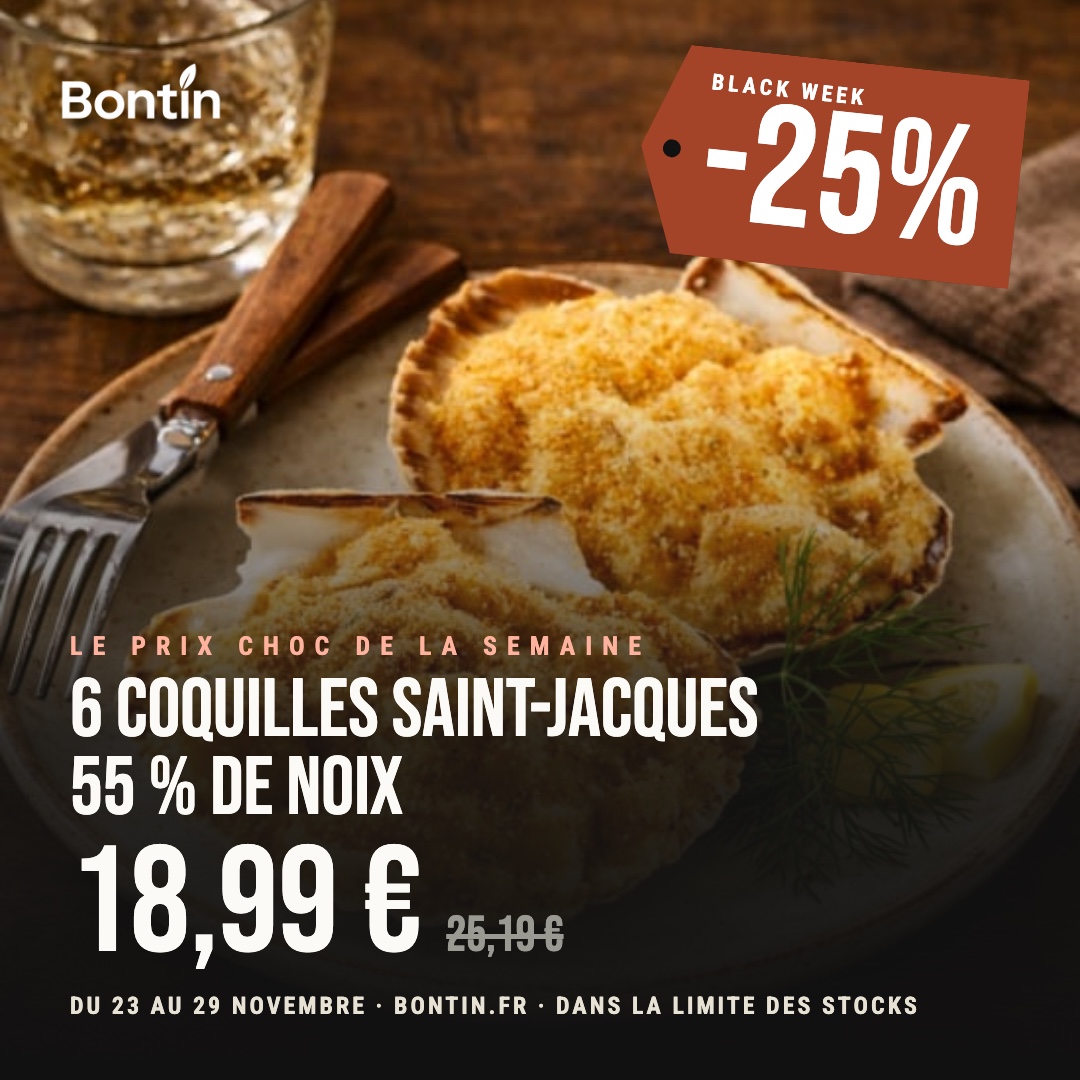 Bontin
BLACK WEEK
-25%
LE PRIX CHOC DE LA SEMAINE
6 COQUILLES SAINT-JACQUES
55 % DE NOIX
18,99 €
25,19 €
DU 23 AU 29 NOVEMBRE · BONTIN.FR · DANS LA LIMITE DES STOCKS